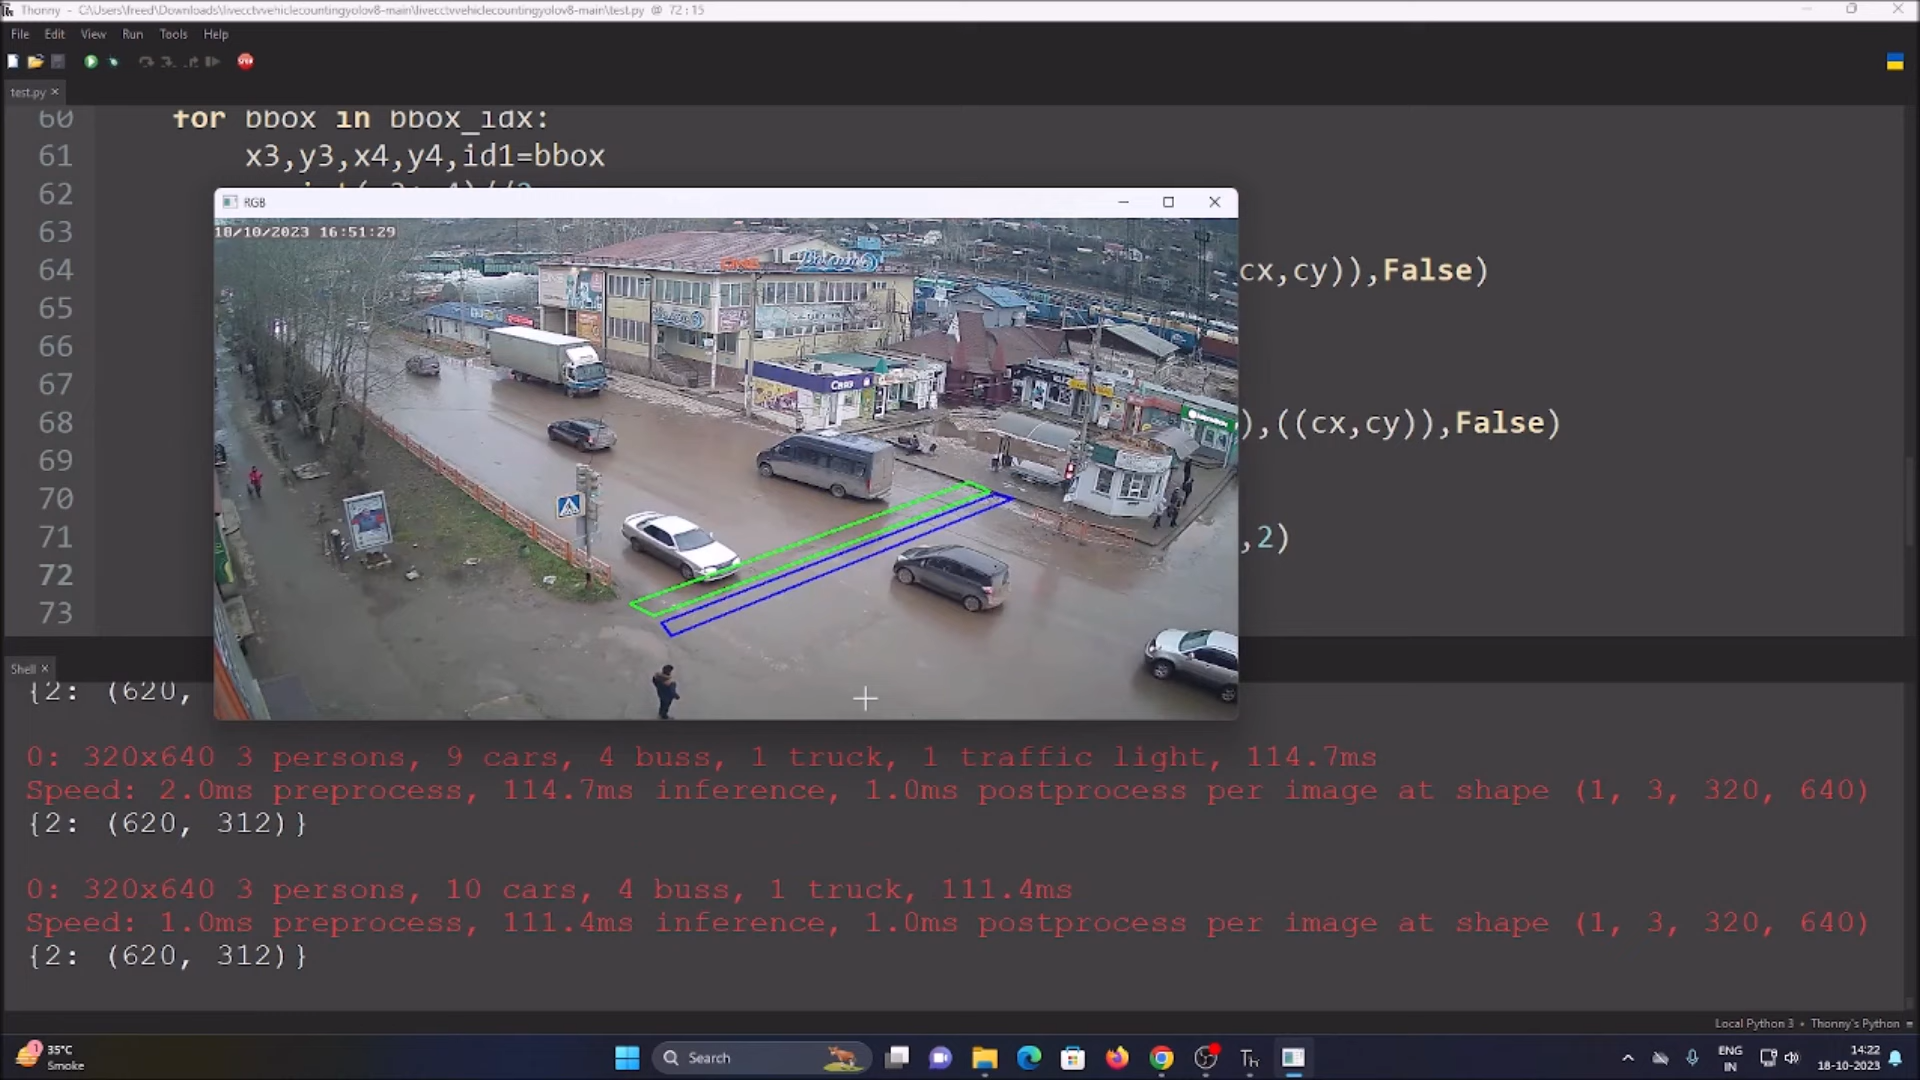 Thonny - C:\Users\freed\Downloads\livecctvvehiclecountingyolov8-main\livecctvvehiclecountingyolov8-main\test.py @ 72:15
File Edit View Run Tools Help
test.py ×
60 for bbox in bbox_idx:
61 x3,y3,x4,y4,id1=bbox
62
RGB
63
18/10/2023 16:51:29
64 cx,cy)),False)
65
66
67
Связь
68 ),((cx,cy)),False)
69
70
71 ,2)
72
73
Shell ×
{2: (620,
0: 320x640 3 persons, 9 cars, 4 buss, 1 truck, 1 traffic light, 114.7ms
Speed: 2.0ms preprocess, 114.7ms inference, 1.0ms postprocess per image at shape (1, 3, 320, 640)
{2: (620, 312)}
0: 320x640 3 persons, 10 cars, 4 buss, 1 truck, 111.4ms
Speed: 1.0ms preprocess, 111.4ms inference, 1.0ms postprocess per image at shape (1, 3, 320, 640)
{2: (620, 312)}
Local Python 3 • Thonny's Python
1
35°C
Smoke
Search
ENG
IN
14:22
18-10-2023